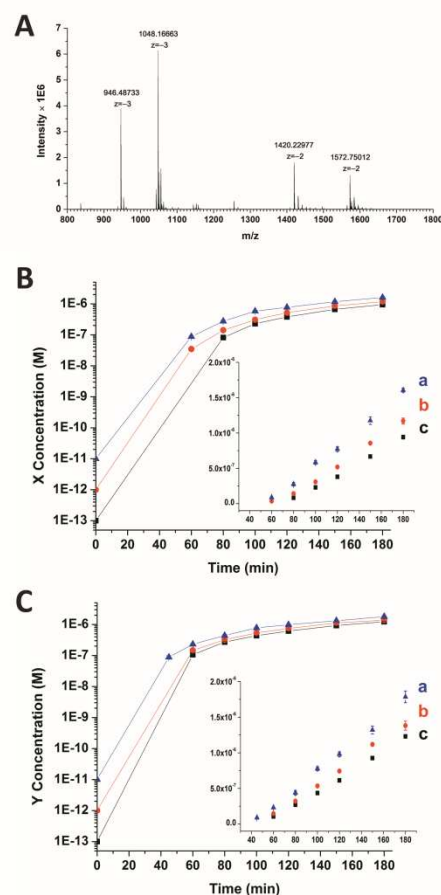 A
Intensity × 1E6
7
6
5
4
3
2
1
0
1048.16663
z=−3
946.48733
z=−3
1420.22977
z=−2
1572.75012
z=−2
800 900 1000 1100 1200 1300 1400 1500 1600 1700 1800
m/z
B
X Concentration (M)
1E-6
1E-7
1E-8
1E-9
1E-10
1E-11
1E-12
1E-13
2.0x10⁻⁶
1.5x10⁻⁶
1.0x10⁻⁶
5.0x10⁻⁷
0.0
40 60 80 100 120 140 160 180
a
b
c
0 20 40 60 80 100 120 140 160 180
Time (min)
C
Y Concentration (M)
1E-6
1E-7
1E-8
1E-9
1E-10
1E-11
1E-12
1E-13
2.0x10⁻⁶
1.5x10⁻⁶
1.0x10⁻⁶
5.0x10⁻⁷
0.0
40 60 80 100 120 140 160 180
a
b
c
0 20 40 60 80 100 120 140 160 180
Time (min)